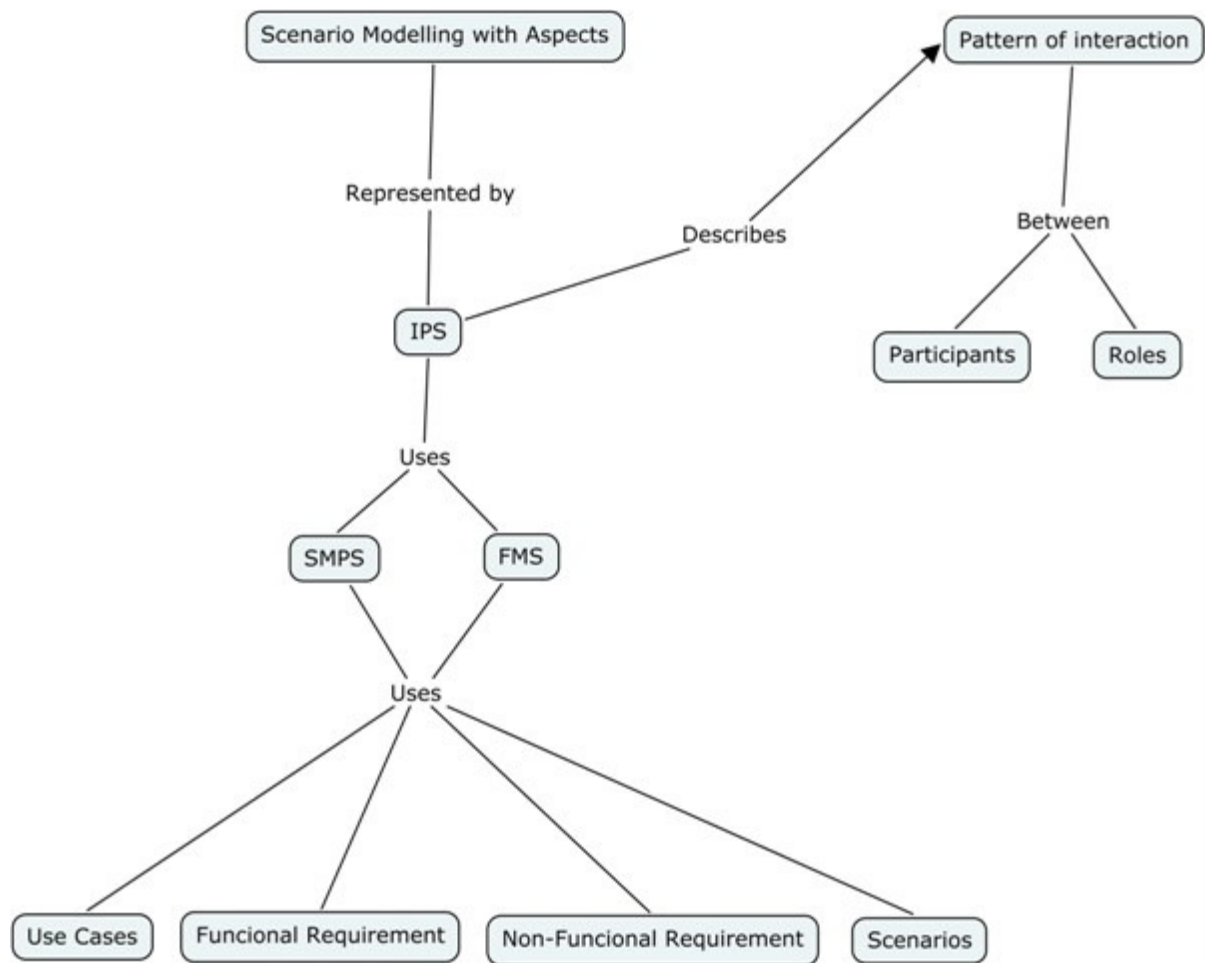 Scenario Modelling with Aspects
Pattern of interaction
Represented by
Describes
Between
IPS
Participants
Roles
Uses
SMPS
FMS
Uses
Use Cases
Funcional Requirement
Non-Funcional Requirement
Scenarios